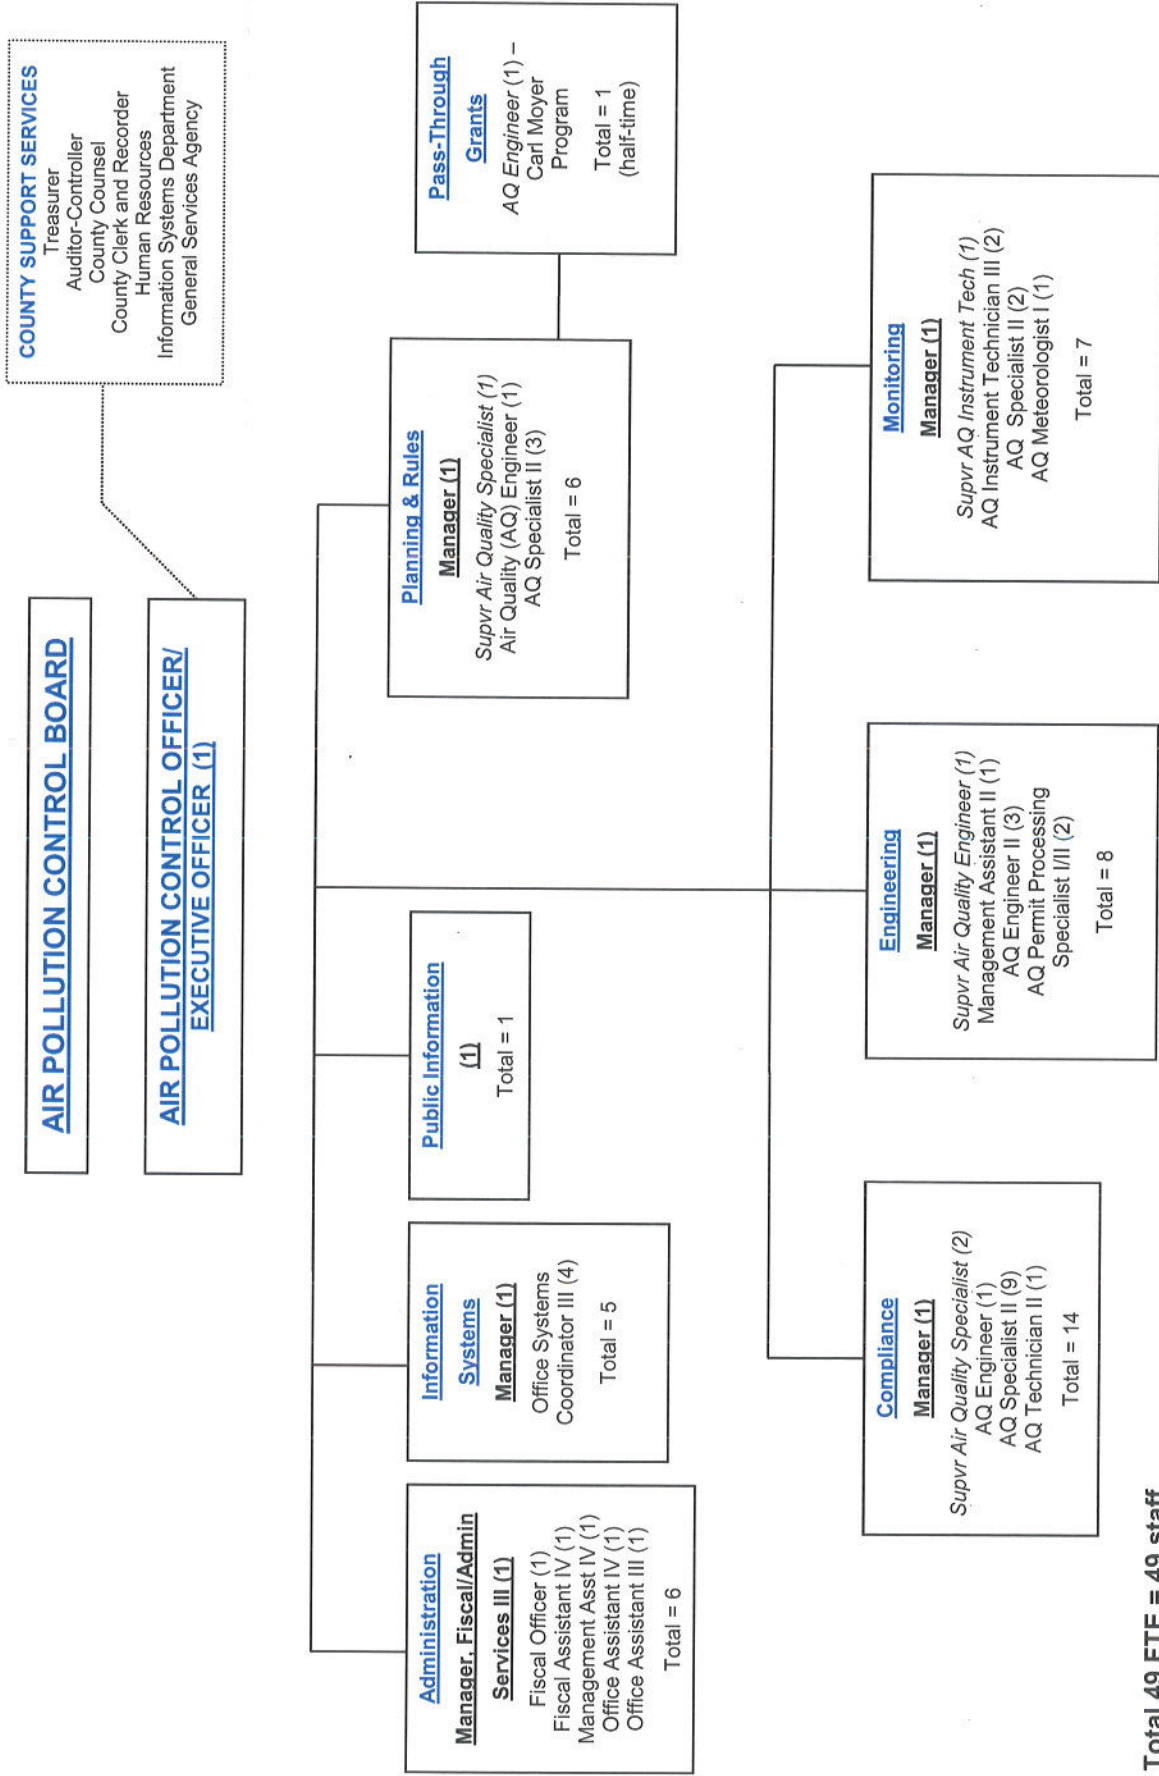 AIR POLLUTION CONTROL BOARD
AIR POLLUTION CONTROL OFFICER/
EXECUTIVE OFFICER (1)
COUNTY SUPPORT SERVICES
Treasurer
Auditor-Controller
County Counsel
County Clerk and Recorder
Human Resources
Information Systems Department
General Services Agency
Administration
Manager, Fiscal/Admin
Services III (1)
Fiscal Officer (1)
Fiscal Assistant IV (1)
Management Asst IV (1)
Office Assistant IV (1)
Office Assistant III (1)
Total = 6
Information
Systems
Manager (1)
Office Systems
Coordinator III (4)
Total = 5
Public Information
(1)
Total = 1
Planning & Rules
Manager (1)
Supvr Air Quality Specialist (1)
Air Quality (AQ) Engineer (1)
AQ Specialist II (3)
Total = 6
Pass-Through
Grants
AQ Engineer (1) –
Carl Moyer
Program
Total = 1
(half-time)
Compliance
Manager (1)
Supvr Air Quality Specialist (2)
AQ Engineer (1)
AQ Specialist II (9)
AQ Technician II (1)
Total = 14
Engineering
Manager (1)
Supvr Air Quality Engineer (1)
Management Assistant II (1)
AQ Engineer II (3)
AQ Permit Processing
Specialist I/II (2)
Total = 8
Monitoring
Manager (1)
Supvr AQ Instrument Tech (1)
AQ Instrument Technician III (2)
AQ Specialist II (2)
AQ Meteorologist I (1)
Total = 7
Total 49 FTE = 49 staff